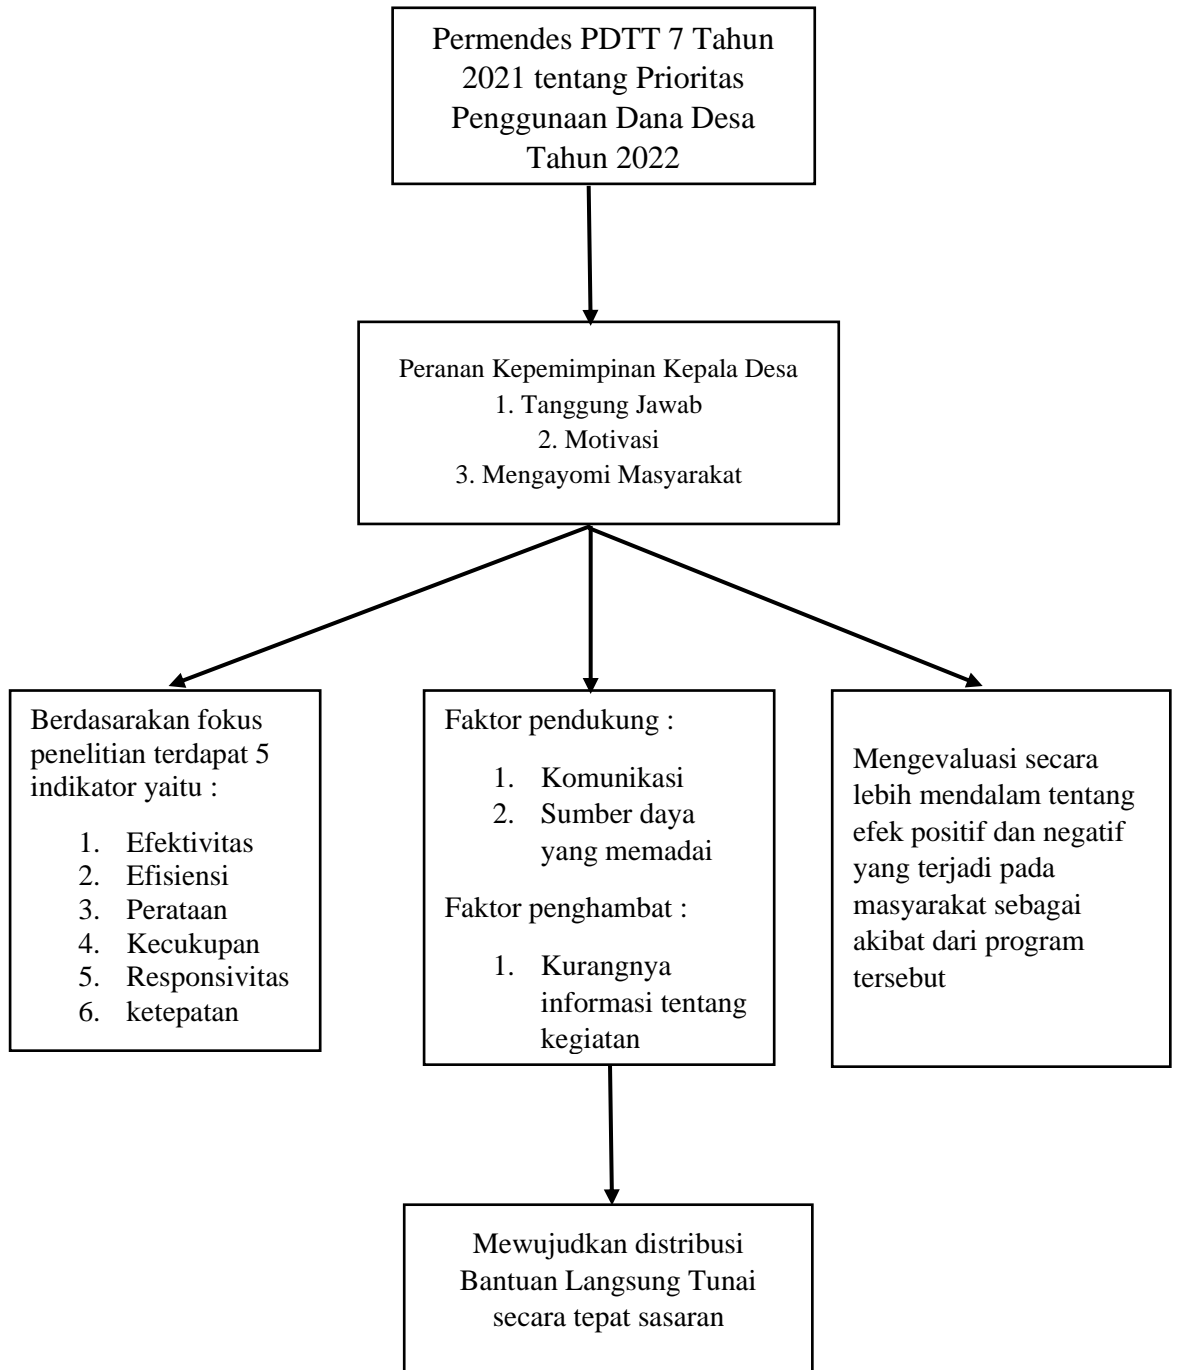 Permendes PDTT 7 Tahun
2021 tentang Prioritas
Penggunaan Dana Desa
Tahun 2022
Peranan Kepemimpinan Kepala Desa
1. Tanggung Jawab
2. Motivasi
3. Mengayomi Masyarakat
Berdasarakan fokus
penelitian terdapat 5
indikator yaitu :
1. Efektivitas
2. Efisiensi
3. Perataan
4. Kecukupan
5. Responsivitas
6. ketepatan
Faktor pendukung :
1. Komunikasi
2. Sumber daya
yang memadai
Faktor penghambat :
1. Kurangnya
informasi tentang
kegiatan
Mengevaluasi secara
lebih mendalam tentang
efek positif dan negatif
yang terjadi pada
masyarakat sebagai
akibat dari program
tersebut
Mewujudkan distribusi
Bantuan Langsung Tunai
secara tepat sasaran